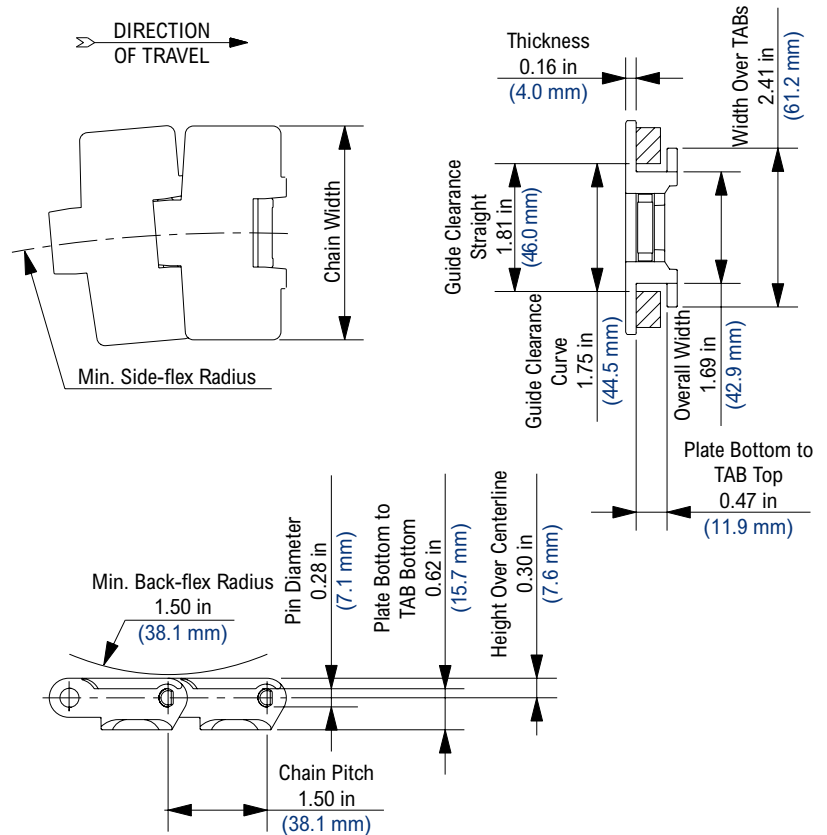 DIRECTION
OF TRAVEL
Thickness
0.16 in
(4.0 mm)
Width Over TABs
2.41 in
(61.2 mm)
Chain Width
Guide Clearance
Straight
1.81 in
(46.0 mm)
Guide Clearance
Curve
1.75 in
(44.5 mm)
Overall Width
1.69 in
(42.9 mm)
Min. Side-flex Radius
Plate Bottom to
TAB Top
0.47 in
(11.9 mm)
Min. Back-flex Radius
1.50 in
(38.1 mm)
Pin Diameter
0.28 in
(7.1 mm)
Plate Bottom to
TAB Bottom
0.62 in
(15.7 mm)
Height Over Centerline
0.30 in
(7.6 mm)
Chain Pitch
1.50 in
(38.1 mm)